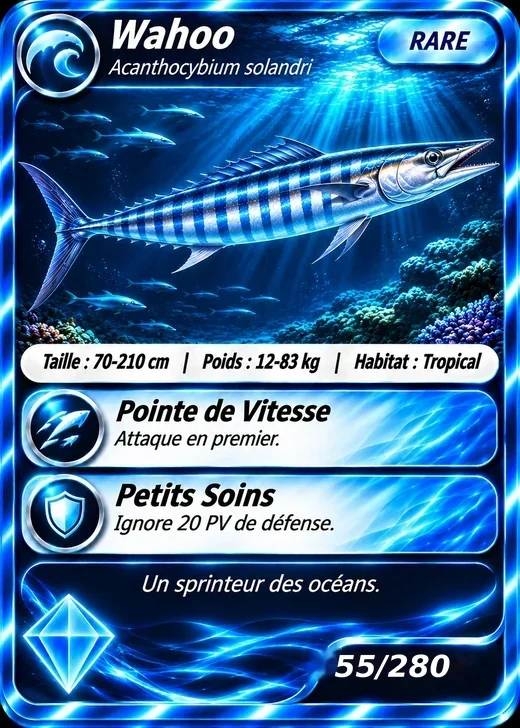 Wahoo
RARE
Acanthocybium solandri
Taille : 70-210 cm | Poids : 12-83 kg | Habitat : Tropical
Pointe de Vitesse
Attaque en premier.
Petits Soins
Ignore 20 PV de défense.
Un sprinteur des océans.
55/280